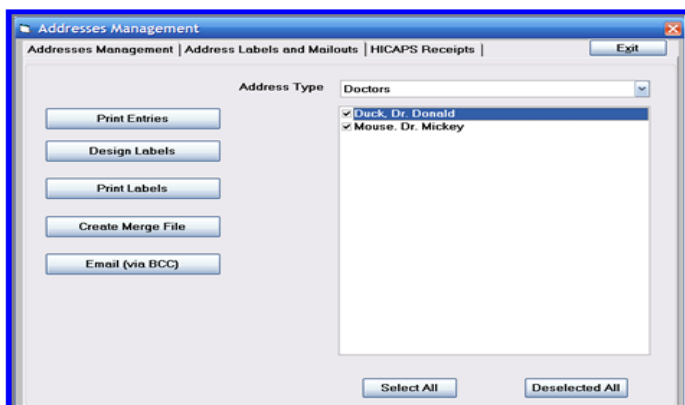 Addresses Management
Addresses Management | Address Labels and Mailouts | HICAPS Receipts |
Exit
Address Type
Doctors
Print Entries
Design Labels
Print Labels
Create Merge File
Email (via BCC)
Duck, Dr. Donald
Mouse. Dr. Mickey
Select All
Deselected All